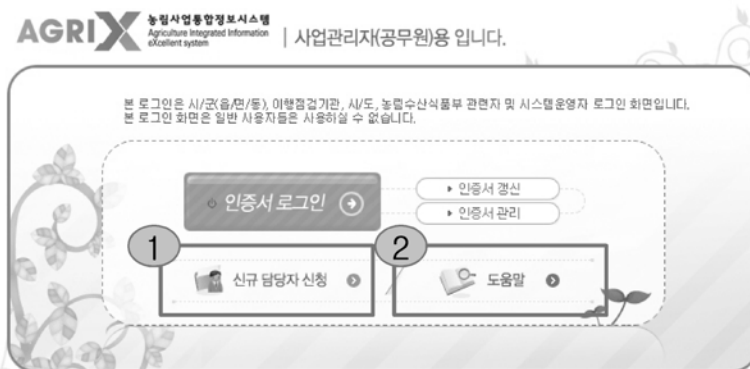 AGRIX 농림사업통합정보시스템
Agriculture Integrated Information
eXcellent system
사업관리자(공무원)용 입니다.
본 로그인은 시/군(읍/면/동), 이행점검기관, 시/도, 농림수산식품부 관련자 및 시스템운영자 로그인 화면입니다.
본 로그인 화면은 일반 사용자들은 사용하실 수 없습니다.
인증서 로그인
인증서 갱신
인증서 관리
1
신규 담당자 신청
2
도움말